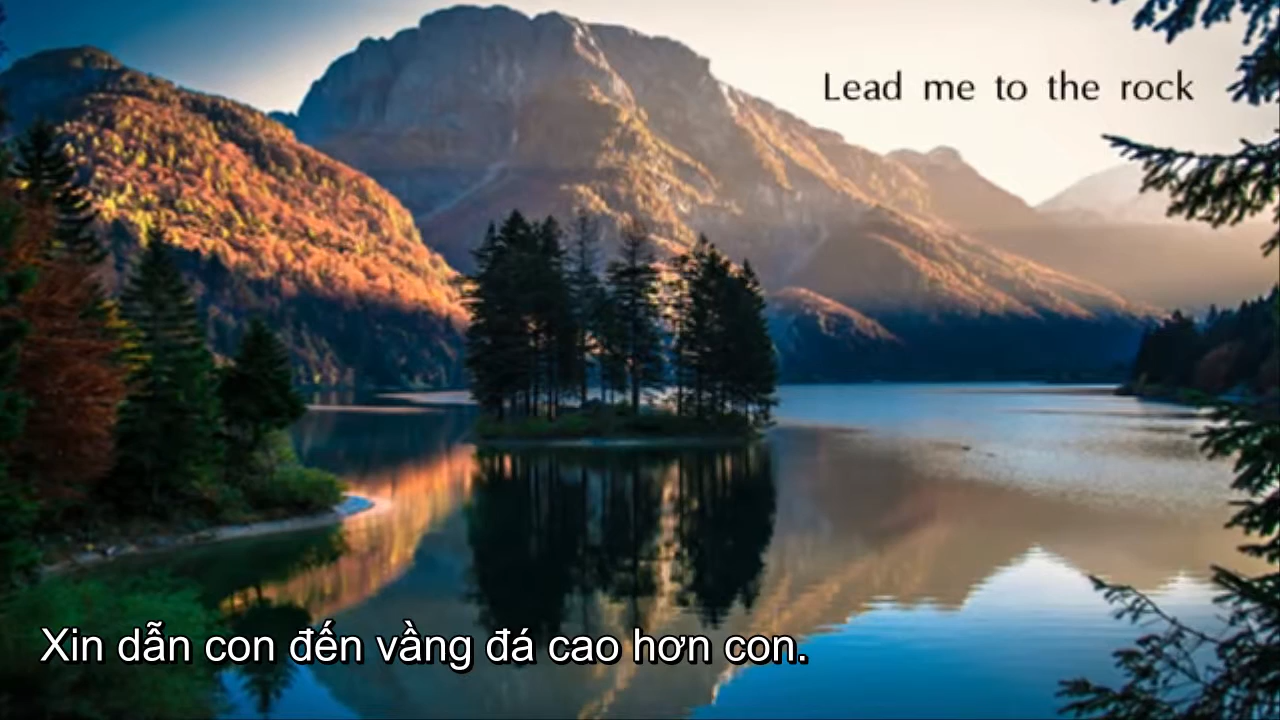 Lead me to the rock
Xin dẫn con đến vầng đá cao hơn con.